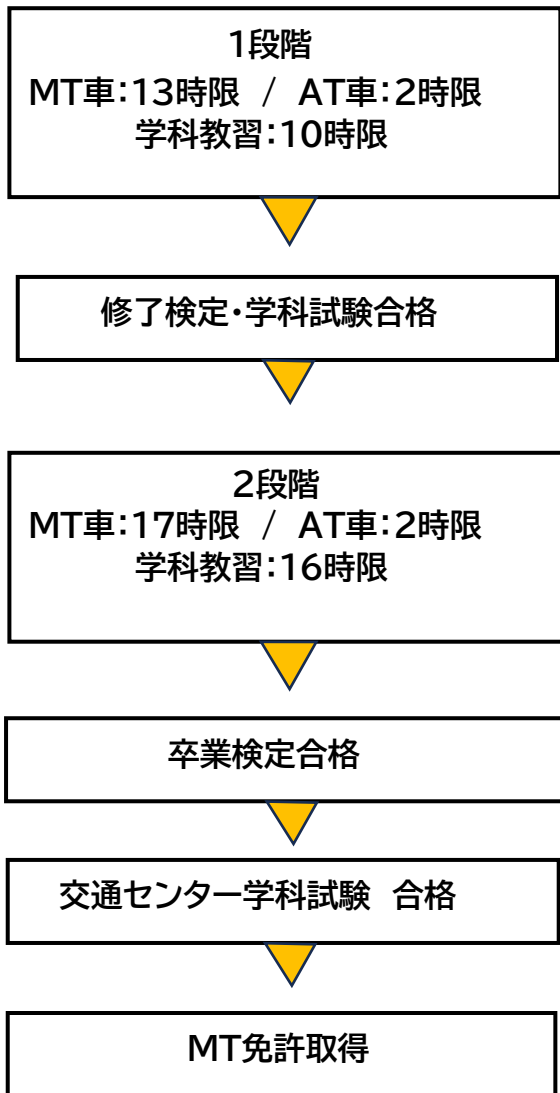 1段階
MT車：13時限 / AT車：2時限
学科教習：10時限
修了検定・学科試験合格
2段階
MT車：17時限 / AT車：2時限
学科教習：16時限
卒業検定合格
交通センター学科試験 合格
MT免許取得